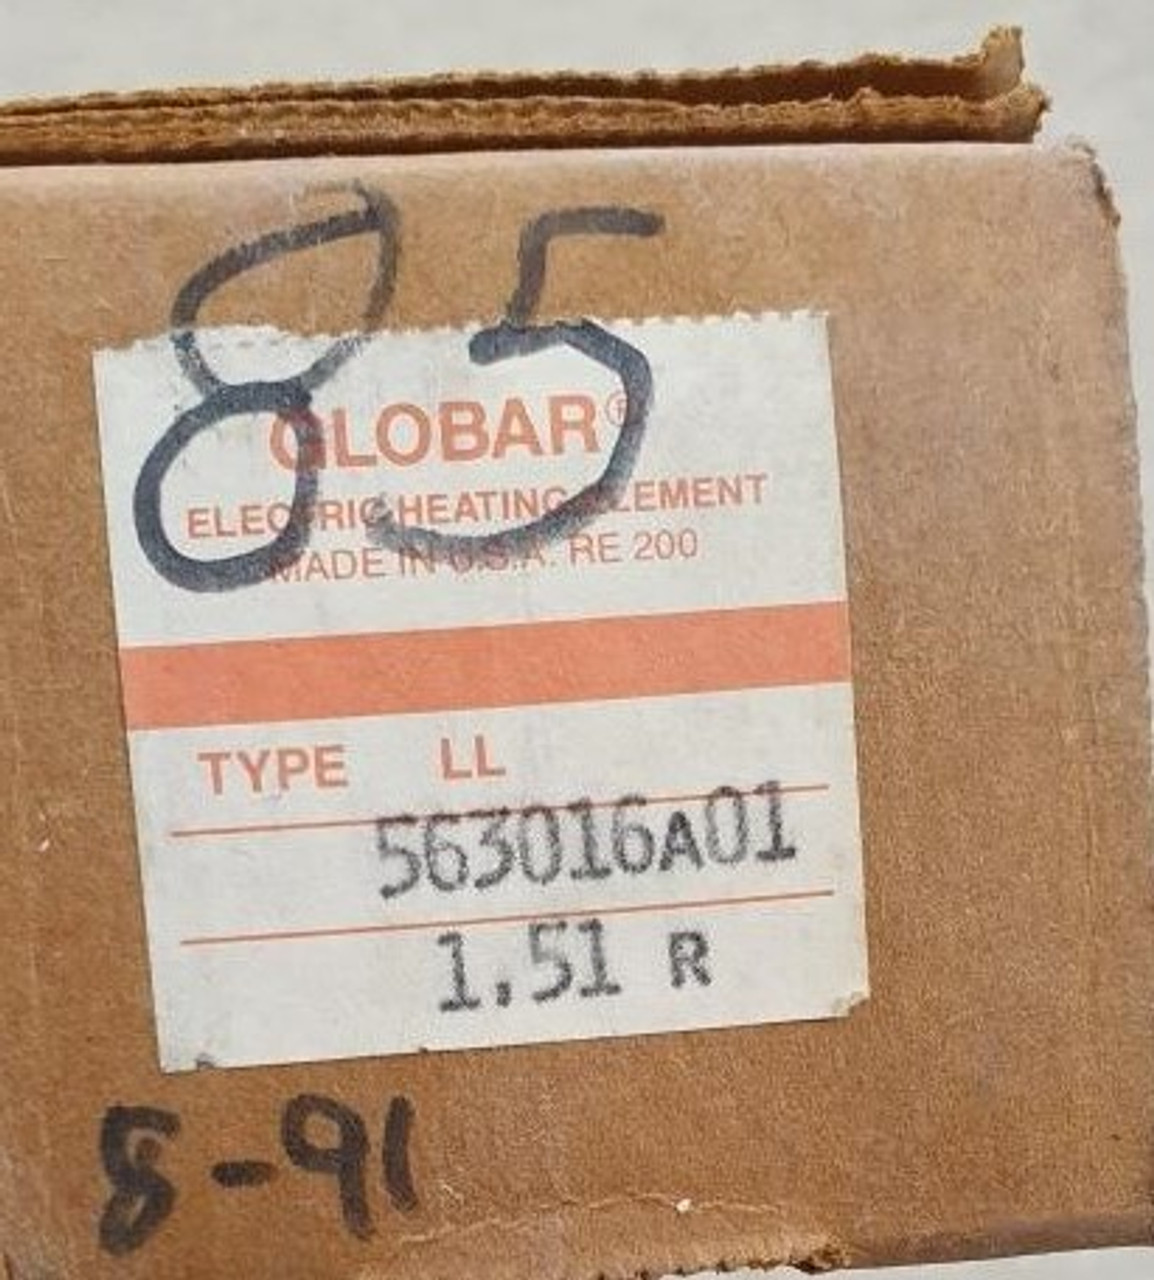 85
GLOBAR®
ELECTRIC HEATING ELEMENT
MADE IN U.S.A. RE 200
TYPE LL
563016A01
1.51 R
8-91